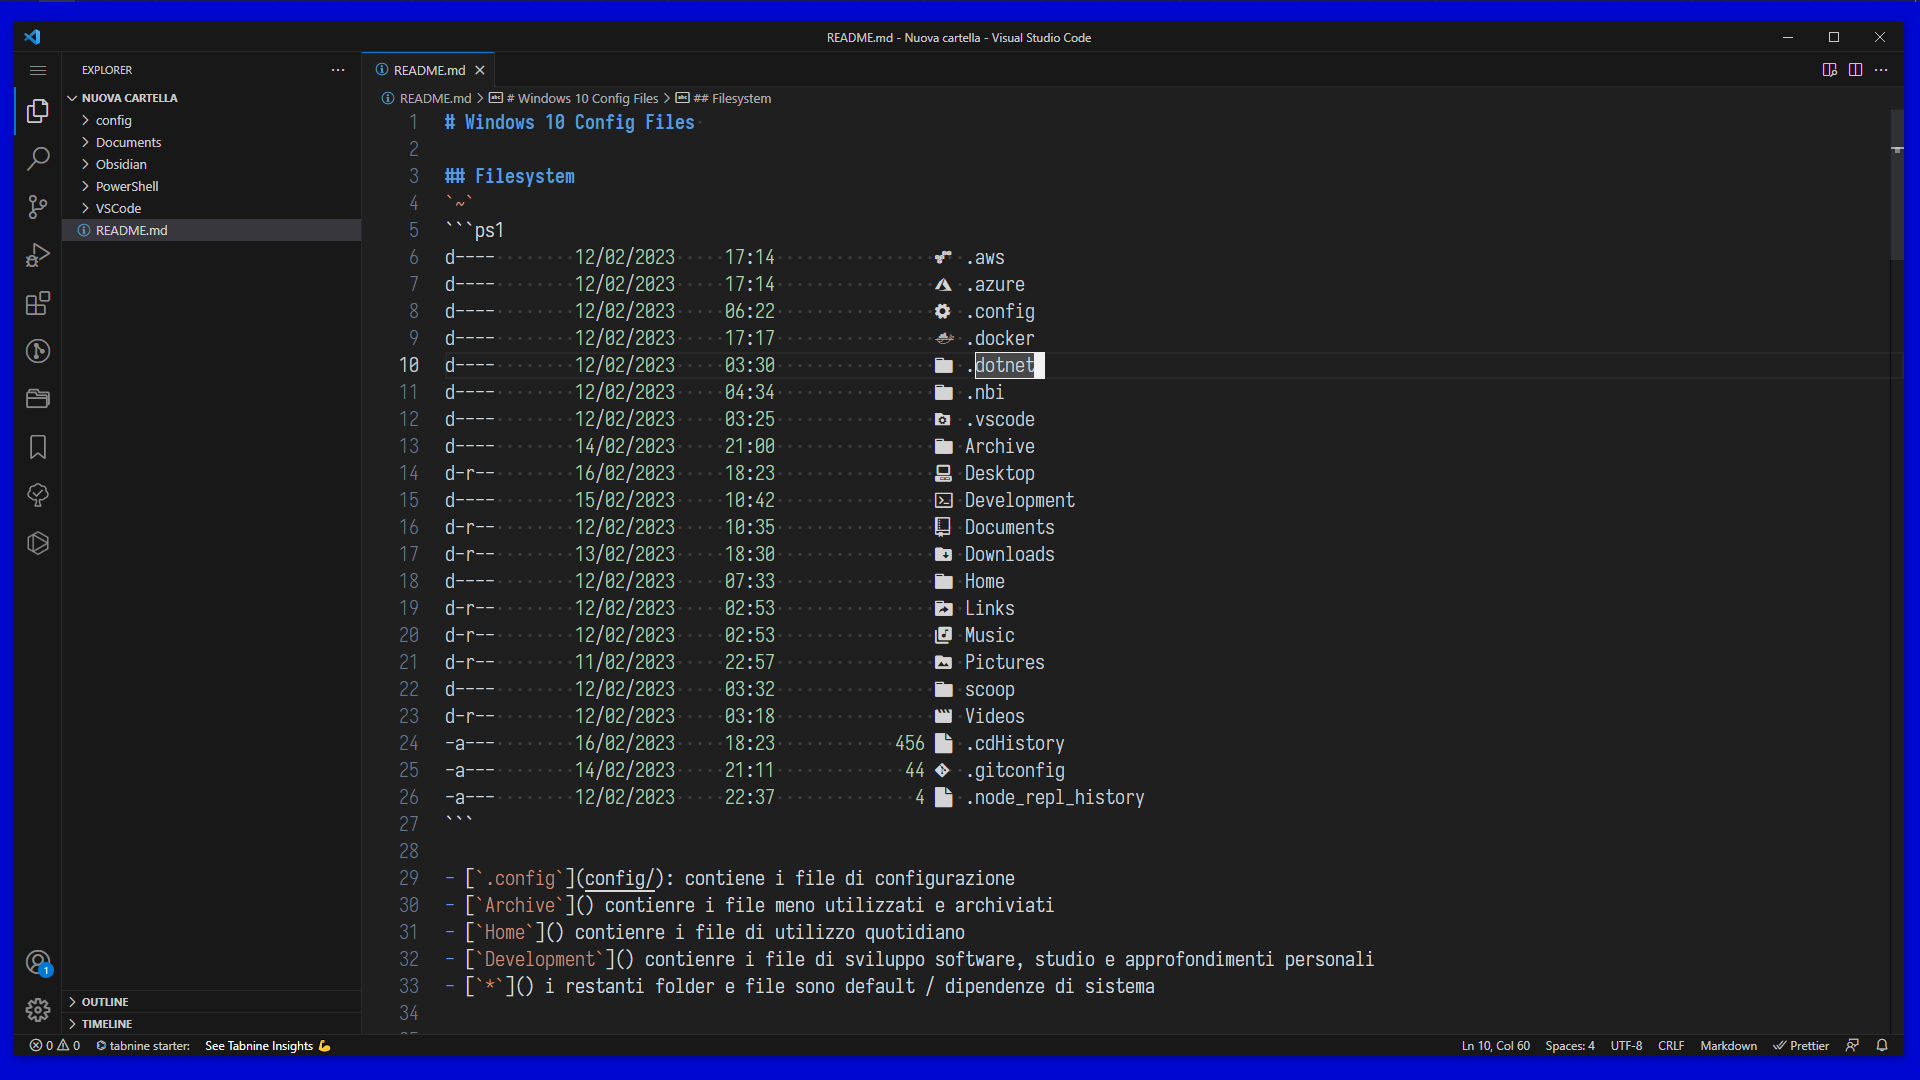 README.md - Nuova cartella - Visual Studio Code
EXPLORER
NUOVA CARTELLA
config
Documents
Obsidian
PowerShell
VSCode
README.md
OUTLINE
TIMELINE
README.md
README.md > # Windows 10 Config Files > ## Filesystem
1 # Windows 10 Config Files
2
3 ## Filesystem
4 `~`
5 ```ps1
6 d---- 12/02/2023 17:14 .aws
7 d---- 12/02/2023 17:14 .azure
8 d---- 12/02/2023 06:22 .config
9 d---- 12/02/2023 17:17 .docker
10 d---- 12/02/2023 03:30 .dotnet
11 d---- 12/02/2023 04:34 .nbi
12 d---- 12/02/2023 03:25 .vscode
13 d---- 14/02/2023 21:00 Archive
14 d-r-- 16/02/2023 18:23 Desktop
15 d---- 15/02/2023 10:42 Development
16 d-r-- 12/02/2023 10:35 Documents
17 d-r-- 13/02/2023 18:30 Downloads
18 d---- 12/02/2023 07:33 Home
19 d-r-- 12/02/2023 02:53 Links
20 d-r-- 12/02/2023 02:53 Music
21 d-r-- 11/02/2023 22:57 Pictures
22 d---- 12/02/2023 03:32 scoop
23 d-r-- 12/02/2023 03:18 Videos
24 -a--- 16/02/2023 18:23 456 .cdHistory
25 -a--- 14/02/2023 21:11 44 .gitconfig
26 -a--- 12/02/2023 22:37 4 .node_repl_history
27 ```
28
29 - [`.config`](config/): contiene i file di configurazione
30 - [`Archive`]() contienre i file meno utilizzati e archiviati
31 - [`Home`]() contienre i file di utilizzo quotidiano
32 - [`Development`]() contienre i file di sviluppo software, studio e approfondimenti personali
33 - [`*`]() i restanti folder e file sono default / dipendenze di sistema
34
1
0 0 tabnine starter: See Tabnine Insights 💪 Ln 10, Col 60 Spaces: 4 UTF-8 CRLF Markdown Prettier